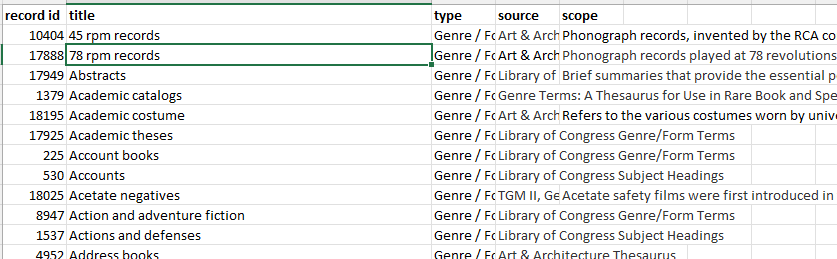 record id title type source scope
10404 45 rpm records Genre / Fo Art & Arch Phonograph records, invented by the RCA co
17888 78 rpm records Genre / Fo Art & Arch Phonograph records played at 78 revolutions
17949 Abstracts Genre / Fo Library of Brief summaries that provide the essential p
1379 Academic catalogs Genre / Fo Genre Terms: A Thesaurus for Use in Rare Book and Spe
18195 Academic costume Genre / Fo Art & Arch Refers to the various costumes worn by unive
17925 Academic theses Genre / Fo Library of Congress Genre/Form Terms
225 Account books Genre / Fo Library of Congress Genre/Form Terms
530 Accounts Genre / Fo Library of Congress Subject Headings
18025 Acetate negatives Genre / Fo TGM II, Ge Acetate safety films were first introduced in
8947 Action and adventure fiction Genre / Fo Library of Congress Genre/Form Terms
1537 Actions and defenses Genre / Fo Library of Congress Subject Headings
4952 Address books Genre / Fo Art & Architecture Thesaurus